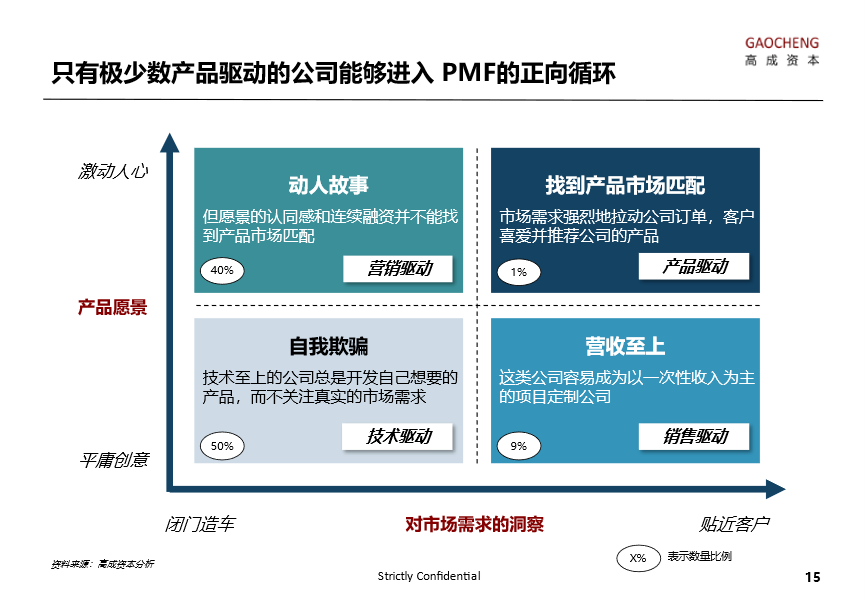 GAOCHENG
高成资本
只有极少数产品驱动的公司能够进入 PMF的正向循环
激动人心
动人故事
但愿景的认同感和连续融资并不能找
到产品市场匹配
40%
营销驱动
找到产品市场匹配
市场需求强烈地拉动公司订单，客户
喜爱并推荐公司的产品
1%
产品驱动
产品愿景
自我欺骗
技术至上的公司总是开发自己想要的
产品，而不关注真实的市场需求
50%
技术驱动
营收至上
这类公司容易成为以一次性收入为主
的项目定制公司
9%
销售驱动
平庸创意
闭门造车
对市场需求的洞察
贴近客户
X%
表示数量比例
资料来源：高成资本分析
Strictly Confidential
15